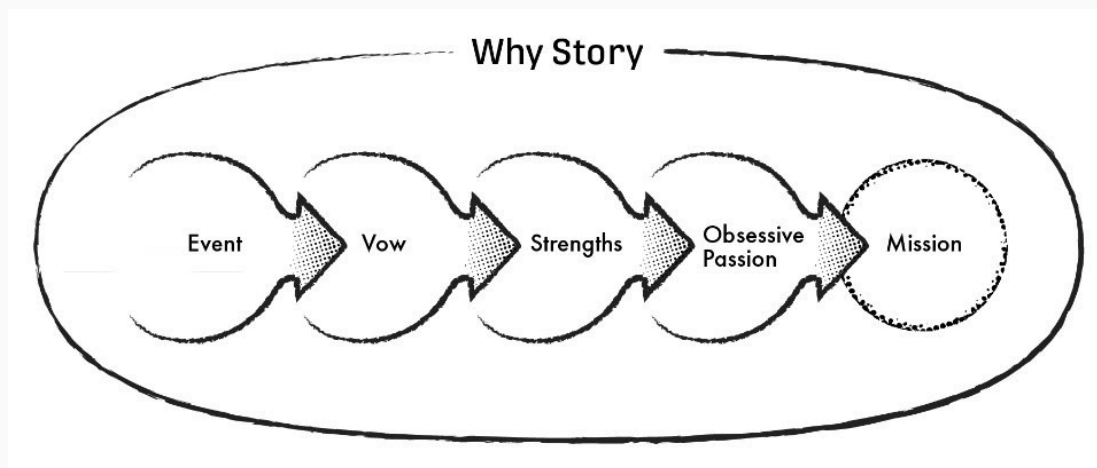 Why Story
Event
Vow
Strengths
Obsessive
Passion
Mission